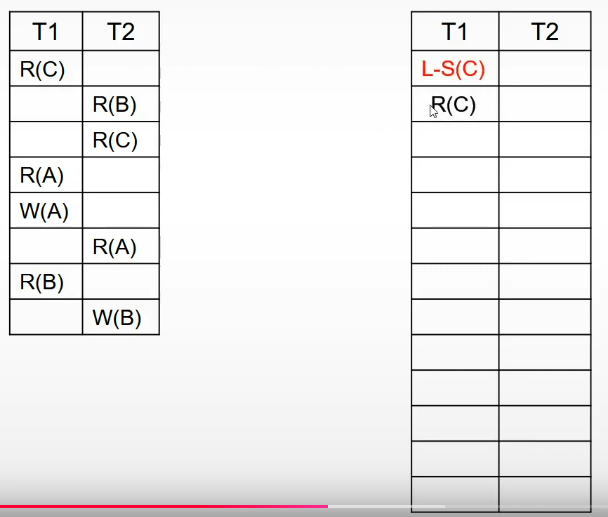 T1 T2
R(C)
R(B)
R(C)
R(A)
W(A)
R(A)
R(B)
W(B)
T1 T2
L-S(C)
R(C)